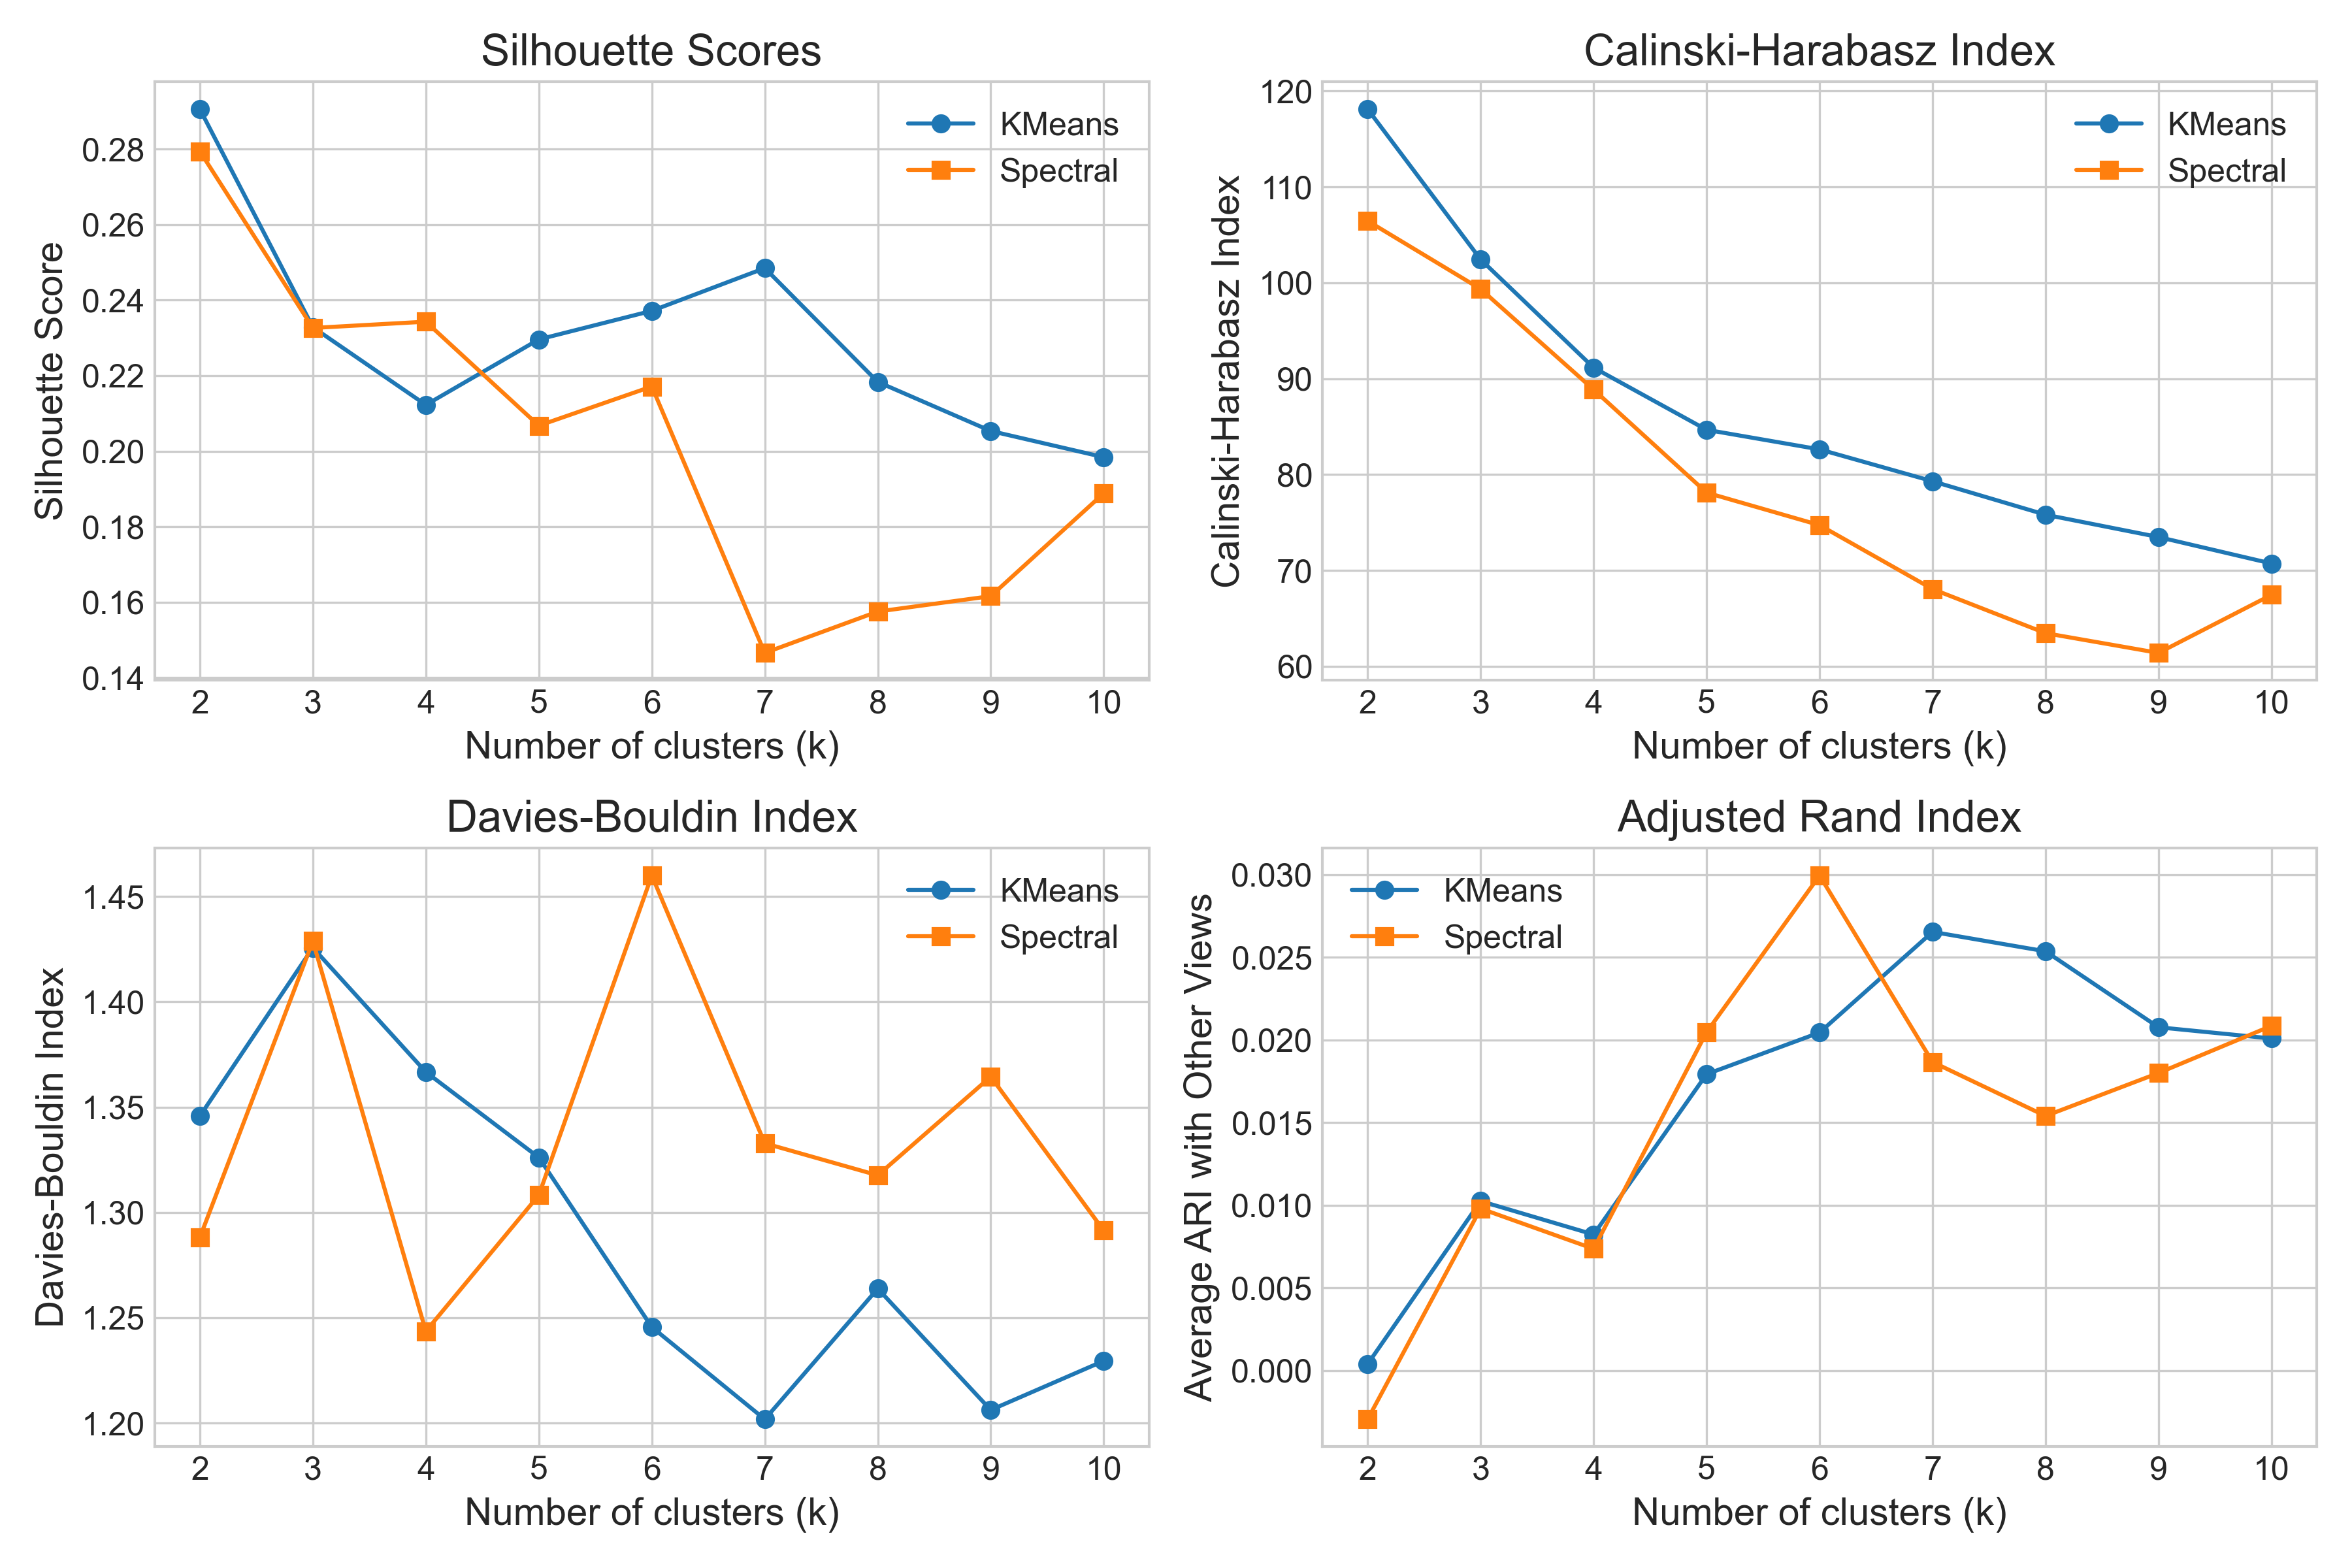 Silhouette Scores
Silhouette Score
0.28
0.26
0.24
0.22
0.20
0.18
0.16
0.14
KMeans
Spectral
2 3 4 5 6 7 8 9 10
Number of clusters (k)
Calinski-Harabasz Index
Calinski-Harabasz Index
120
110
100
90
80
70
60
KMeans
Spectral
2 3 4 5 6 7 8 9 10
Number of clusters (k)
Davies-Bouldin Index
Davies-Bouldin Index
1.45
1.40
1.35
1.30
1.25
1.20
KMeans
Spectral
2 3 4 5 6 7 8 9 10
Number of clusters (k)
Adjusted Rand Index
Average ARI with Other Views
0.030
0.025
0.020
0.015
0.010
0.005
0.000
KMeans
Spectral
2 3 4 5 6 7 8 9 10
Number of clusters (k)